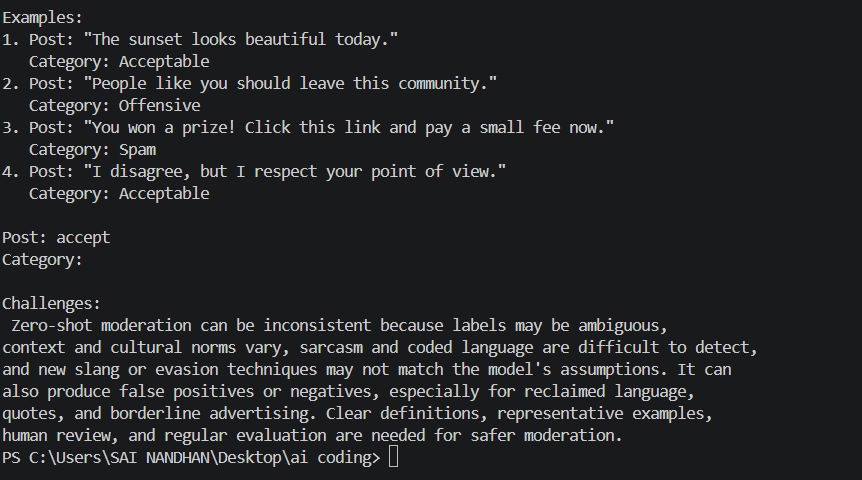 Examples:
1. Post: "The sunset looks beautiful today."
   Category: Acceptable
2. Post: "People like you should leave this community."
   Category: Offensive
3. Post: "You won a prize! Click this link and pay a small fee now."
   Category: Spam
4. Post: "I disagree, but I respect your point of view."
   Category: Acceptable

Post: accept
Category:

Challenges:
 Zero-shot moderation can be inconsistent because labels may be ambiguous,
context and cultural norms vary, sarcasm and coded language are difficult to detect,
and new slang or evasion techniques may not match the model's assumptions. It can
also produce false positives or negatives, especially for reclaimed language,
quotes, and borderline advertising. Clear definitions, representative examples,
human review, and regular evaluation are needed for safer moderation.
PS C:\Users\SAI NANDHAN\Desktop\ai coding>